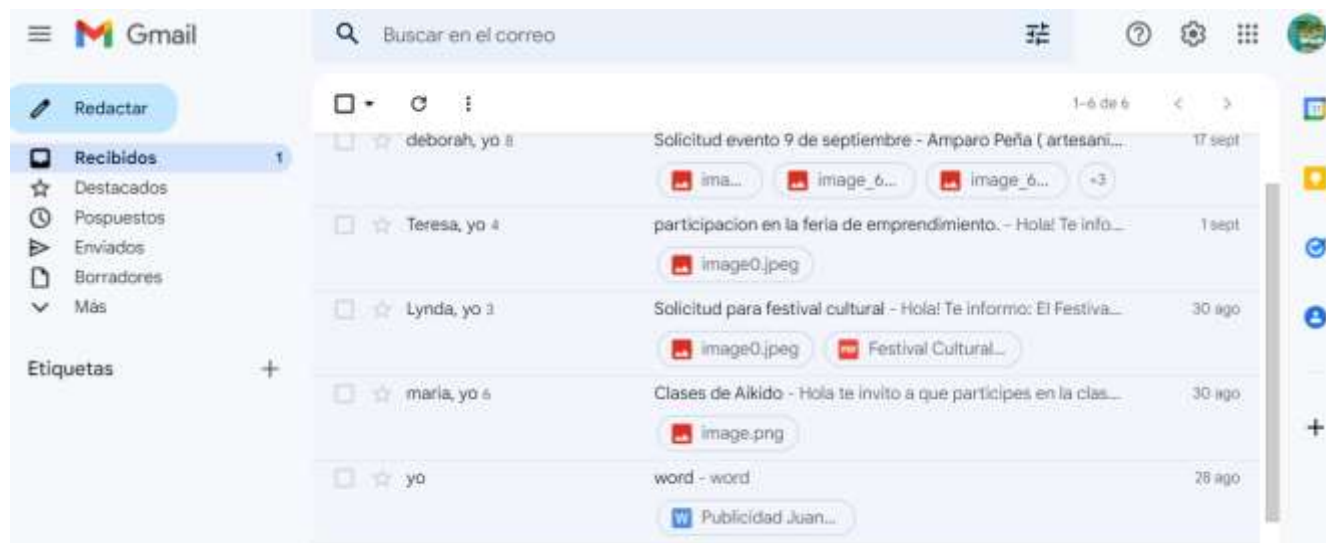 Gmail
Buscar en el correo
Redactar
1-6 de 6
Recibidos 1
Destacados
Pospuestos
Enviados
Borradores
Más
Etiquetas
deborah, yo 8 Solicitud evento 9 de septiembre - Amparo Peña ( artesani... 17 sept
ima... image_6... image_6... +3
Teresa, yo 4 participacion en la feria de emprendimiento. - Hola! Te info... 1 sept
image0.jpeg
Lynda, yo 3 Solicitud para festival cultural - Hola! Te informo: El Festiva... 30 ago
image0.jpeg PDF Festival Cultural...
maria, yo 6 Clases de Aikido - Hola te invito a que participes en la clas... 30 ago
image.png
yo word - word 28 ago
W Publicidad Juan...